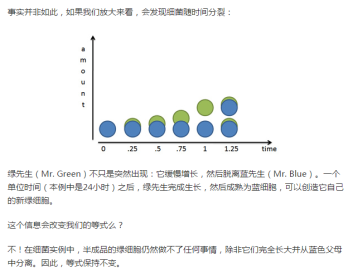 事实并非如此，如果我们放大来看，会发现细菌随时间分裂：
amount
0 .25 .5 .75 1 1.25 time
绿先生（Mr. Green）不只是突然出现：它缓慢增长，然后脱离蓝先生（Mr. Blue）。一个
单位时间（本例中是24小时）之后，绿先生完成生长，然后成熟为蓝细胞，可以创造它自己
的新绿细胞。
这个信息会改变我们的等式么？
不！在细菌实例中，半成品的绿细胞仍然做不了任何事情，除非它们完全长大并从蓝色父母
中分离。因此，等式保持不变。